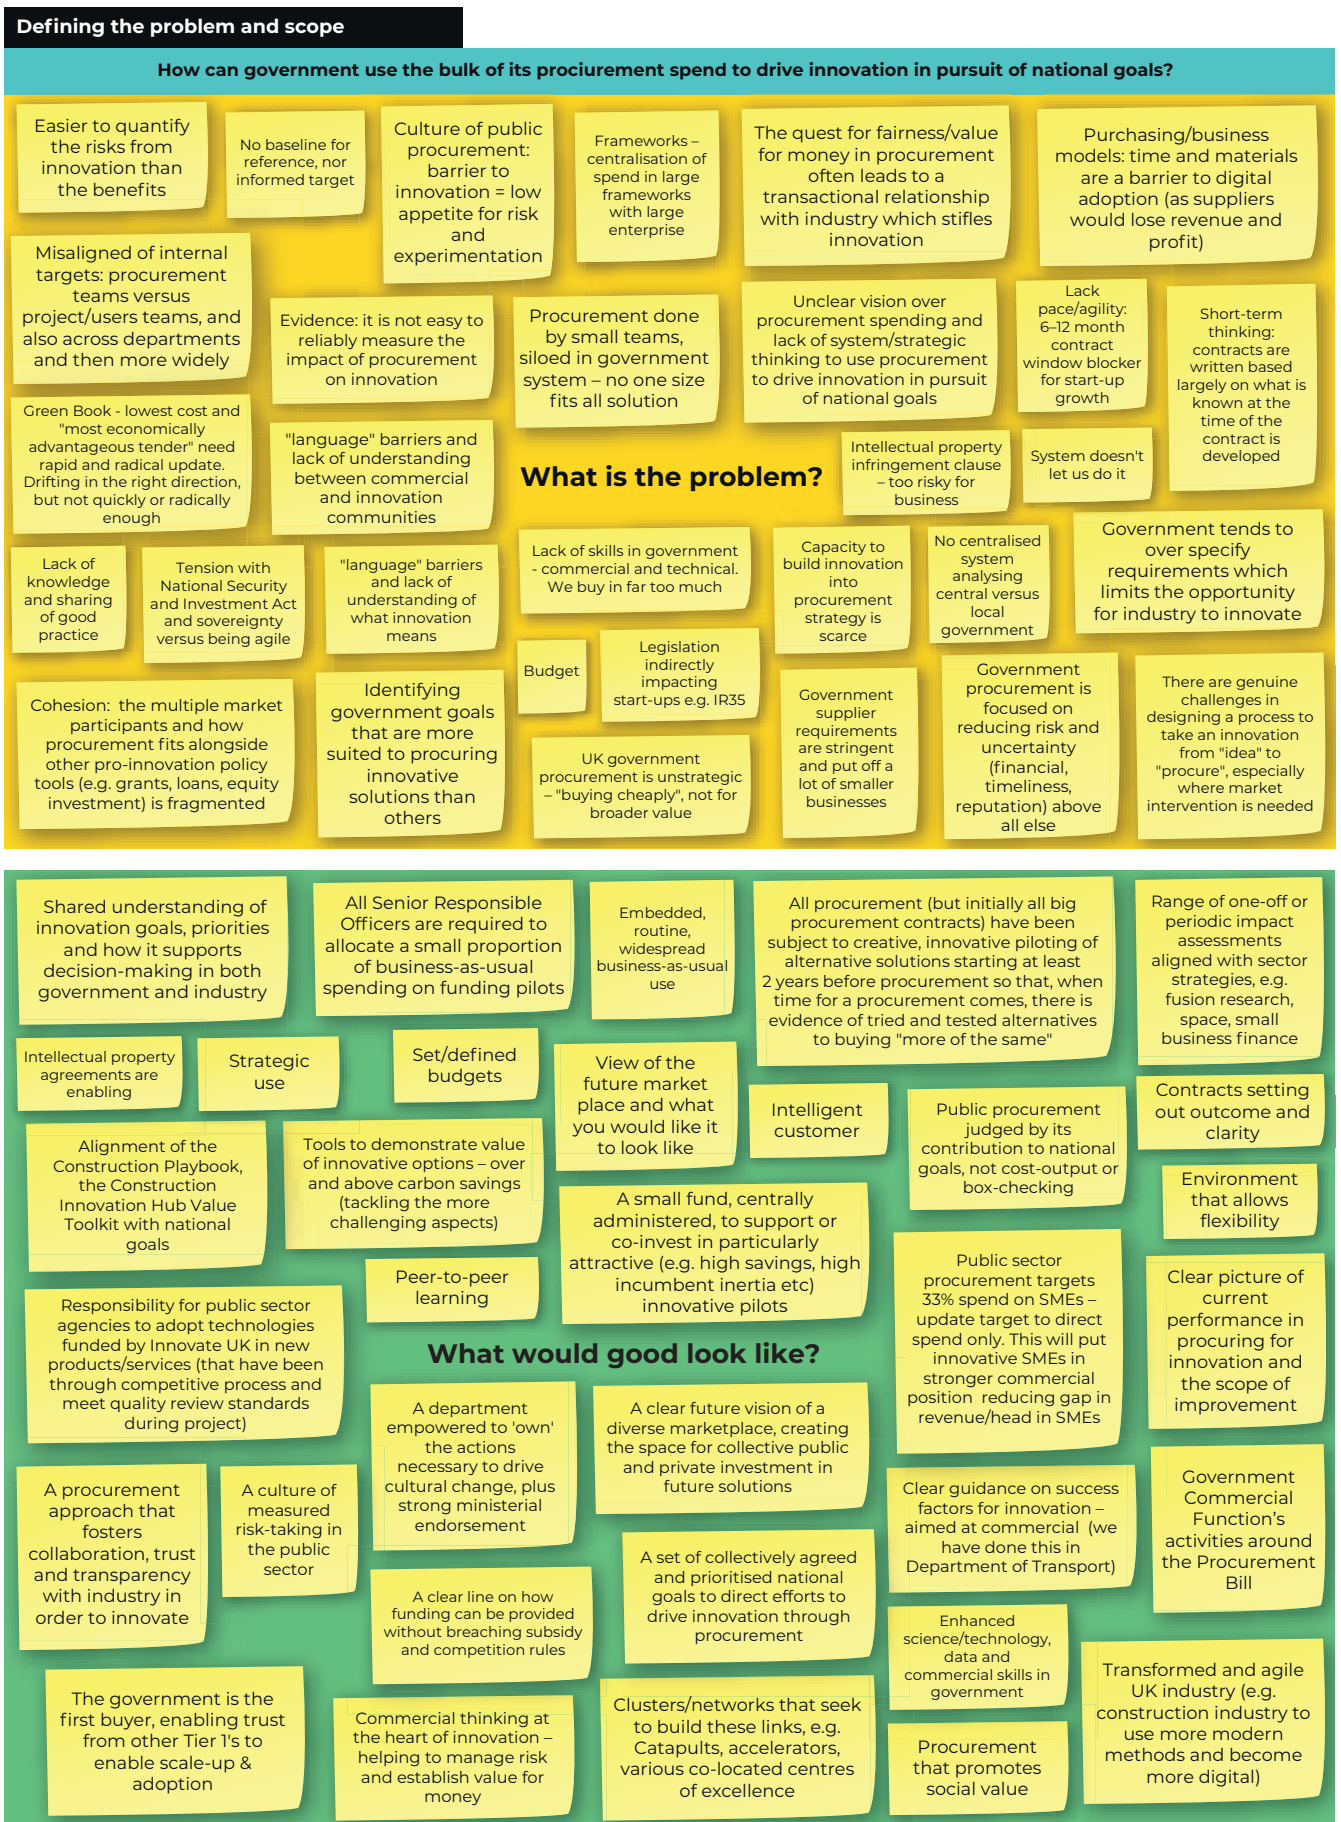 Defining the problem and scope
How can government use the bulk of its prociurement spend to drive innovation in pursuit of national goals?
Easier to quantify
the risks from
innovation than
the benefits
No baseline for
reference, nor
informed target
Culture of public
procurement:
barrier to
innovation = low
appetite for risk
and
experimentation
Frameworks –
centralisation of
spend in large
frameworks
with large
enterprise
The quest for fairness/value
for money in procurement
often leads to a
transactional relationship
with industry which stifles
innovation
Purchasing/business
models: time and materials
are a barrier to digital
adoption (as suppliers
would lose revenue and
profit)
Misaligned of internal
targets: procurement
teams versus
project/users teams, and
also across departments
and then more widely
Evidence: it is not easy to
reliably measure the
impact of procurement
on innovation
Procurement done
by small teams,
siloed in government
system – no one size
fits all solution
Unclear vision over
procurement spending and
lack of system/strategic
thinking to use procurement
to drive innovation in pursuit
of national goals
Lack
pace/agility:
6–12 month
contract
window blocker
for start-up
growth
Short-term
thinking:
contracts are
written based
largely on what is
known at the
time of the
contract is
developed
Green Book - lowest cost and
"most economically
advantageous tender" need
rapid and radical update.
Drifting in the right direction,
but not quickly or radically
enough
"language" barriers and
lack of understanding
between commercial
and innovation
communities
What is the problem?
Intellectual property
infringement clause
– too risky for
business
System doesn't
let us do it
Lack of
knowledge
and sharing
of good
practice
Tension with
National Security
and Investment Act
and sovereignty
versus being agile
"language" barriers
and lack of
understanding of
what innovation
means
Lack of skills in government
- commercial and technical.
We buy in far too much
Capacity to
build innovation
into
procurement
strategy is
scarce
No centralised
system
analysing
central versus
local
government
Government tends to
over specify
requirements which
limits the opportunity
for industry to innovate
Budget
Legislation
indirectly
impacting
start-ups e.g. IR35
Cohesion:  the multiple market
participants and how
procurement fits alongside
other pro-innovation policy
tools (e.g. grants, loans, equity
investment) is fragmented
Identifying
government goals
that are more
suited to procuring
innovative
solutions than
others
UK government
procurement is unstrategic
– "buying cheaply", not for
broader value
Government
supplier
requirements
are stringent
and put off a
lot of smaller
businesses
Government
procurement is
focused on
reducing risk and
uncertainty
(financial,
timeliness,
reputation) above
all else
There are genuine
challenges in
designing a process to
take an innovation
from "idea" to
"procure", especially
where market
intervention is needed
Shared understanding of
innovation goals, priorities
and how it supports
decision-making in both
government and industry
All Senior Responsible
Officers are required to
allocate a small proportion
of business-as-usual
spending on funding pilots
Embedded,
routine,
widespread
business-as-usual
use
All procurement (but initially all big
procurement contracts) have been
subject to creative, innovative piloting of
alternative solutions starting at least
2 years before procurement so that, when
time for a procurement comes, there is
evidence of tried and tested alternatives
to buying "more of the same"
Range of one-off or
periodic impact
assessments
aligned with sector
strategies, e.g.
fusion research,
space, small
business finance
Intellectual property
agreements are
enabling
Strategic
use
Set/defined
budgets
View of the
future market
place and what
you would like it
to look like
Intelligent
customer
Public procurement
judged by its
contribution to national
goals, not cost-output or
box-checking
Contracts setting
out outcome and
clarity
Alignment of the
Construction Playbook,
the Construction
Innovation Hub Value
Toolkit with national
goals
Tools to demonstrate value
of innovative options – over
and above carbon savings
(tackling the more
challenging aspects)
Environment
that allows
flexibility
A small fund, centrally
administered, to support or
co-invest in particularly
attractive (e.g. high savings, high
incumbent inertia etc)
innovative pilots
Peer-to-peer
learning
Public sector
procurement targets
33% spend on SMEs –
update target to direct
spend only. This will put
innovative SMEs in
stronger commercial
position  reducing gap in
revenue/head in SMEs
Clear picture of
current
performance in
procuring for
innovation and
the scope of
improvement
Responsibility for public sector
agencies to adopt technologies
funded by Innovate UK in new
products/services (that have been
through competitive process and
meet quality review standards
during project)
What would good look like?
A department
empowered to 'own'
the actions
necessary to drive
cultural change, plus
strong ministerial
endorsement
A clear future vision of a
diverse marketplace, creating
the space for collective public
and private investment in
future solutions
A procurement
approach that
fosters
collaboration, trust
and transparency
with industry in
order to innovate
A culture of
measured
risk-taking in
the public
sector
Clear guidance on success
factors for innovation –
aimed at commercial  (we
have done this in
Department of Transport)
Government
Commercial
Function’s
activities around
the Procurement
Bill
A clear line on how
funding can be provided
without breaching subsidy
and competition rules
A set of collectively agreed
and prioritised national
goals to direct efforts to
drive innovation through
procurement
Enhanced
science/technology,
data and
commercial skills in
government
Transformed and agile
UK industry (e.g.
construction industry to
use more modern
methods and become
more digital)
The government is the
first buyer, enabling trust
from other Tier 1's to
enable scale-up &
adoption
Commercial thinking at
the heart of innovation –
helping to manage risk
and establish value for
money
Clusters/networks that seek
to build these links, e.g.
Catapults, accelerators,
various co-located centres
of excellence
Procurement
that promotes
social value